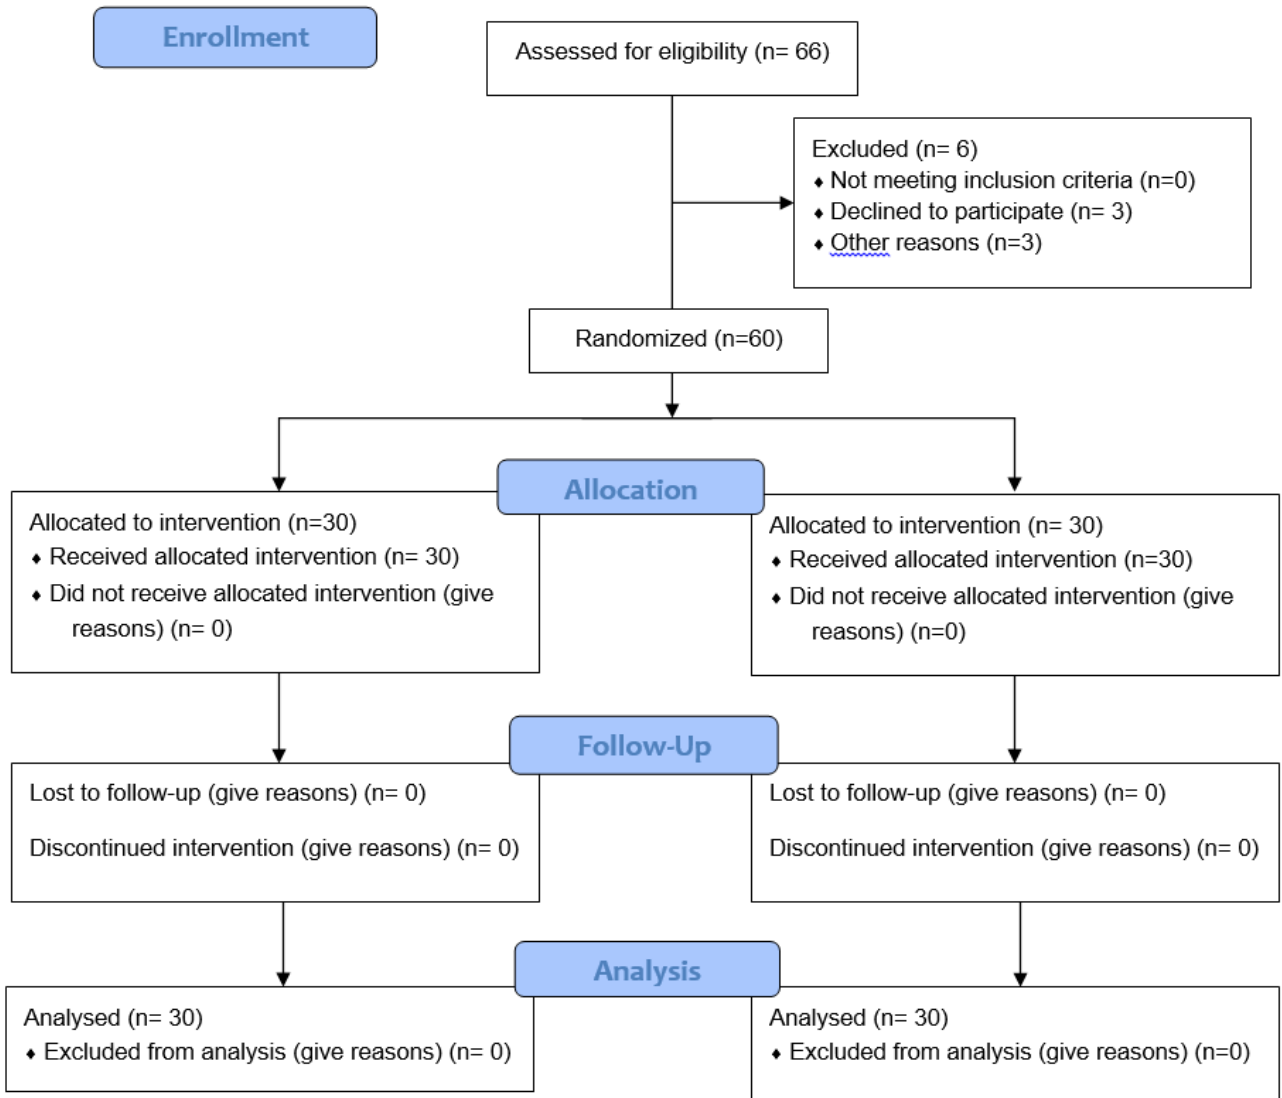 Enrollment
Assessed for eligibility (n= 66)
Excluded (n= 6)
♦ Not meeting inclusion criteria (n=0)
♦ Declined to participate (n= 3)
♦ Other reasons (n=3)
Randomized (n=60)
Allocation
Allocated to intervention (n=30)
♦ Received allocated intervention (n= 30)
♦ Did not receive allocated intervention (give
reasons) (n= 0)
Allocated to intervention (n= 30)
♦ Received allocated intervention (n=30)
♦ Did not receive allocated intervention (give
reasons) (n=0)
Follow-Up
Lost to follow-up (give reasons) (n= 0)
Discontinued intervention (give reasons) (n= 0)
Lost to follow-up (give reasons) (n= 0)
Discontinued intervention (give reasons) (n= 0)
Analysis
Analysed (n= 30)
♦ Excluded from analysis (give reasons) (n= 0)
Analysed (n= 30)
♦ Excluded from analysis (give reasons) (n=0)